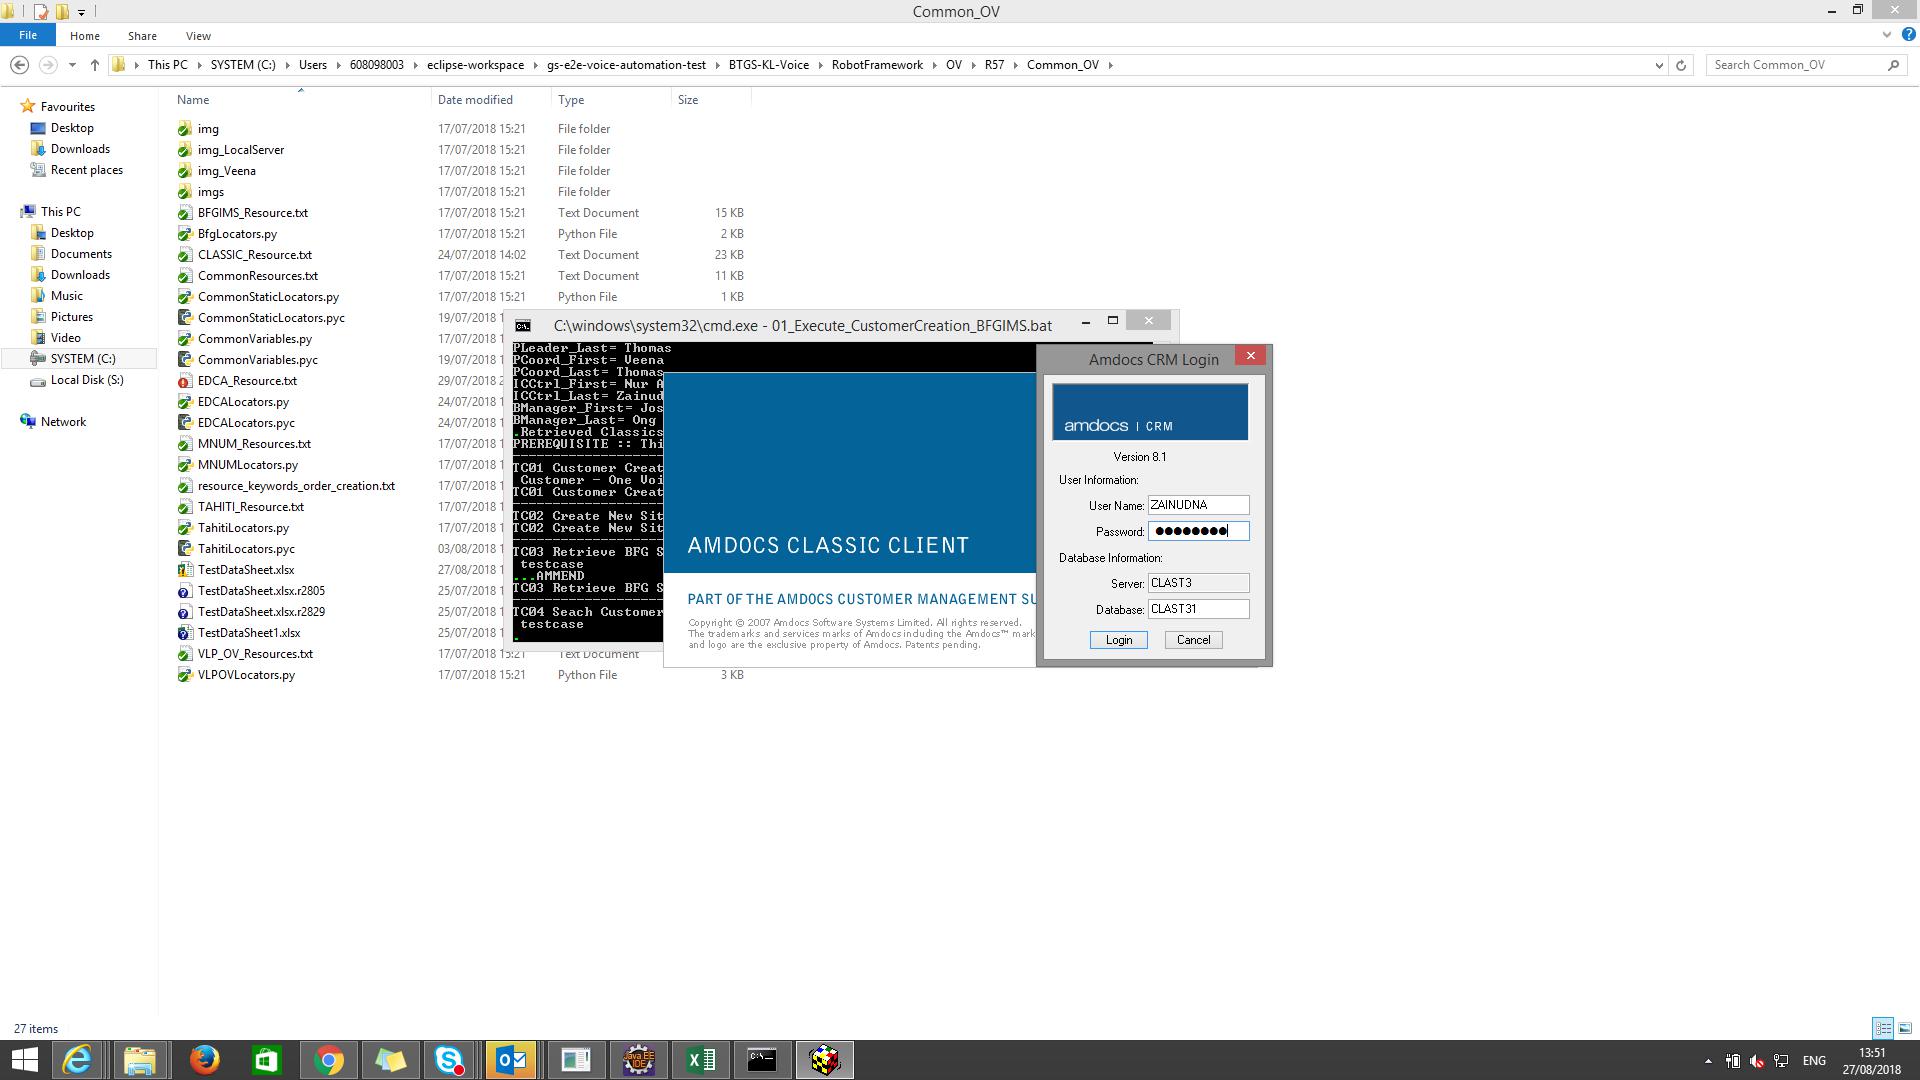 Common_OV
File Home Share View
This PC SYSTEM (C:) Users 608098003 eclipse-workspace gs-e2e-voice-automation-test BTGS-KL-Voice RobotFramework OV R57 Common_OV
Search Common_OV
Favourites
Desktop
Downloads
Recent places
This PC
Desktop
Documents
Downloads
Music
Pictures
Video
SYSTEM (C:)
Local Disk (S:)
Network
Name Date modified Type Size
img 17/07/2018 15:21 File folder
img_LocalServer 17/07/2018 15:21 File folder
img_Veena 17/07/2018 15:21 File folder
imgs 17/07/2018 15:21 File folder
BFGIMS_Resource.txt 17/07/2018 15:21 Text Document 15 KB
BfgLocators.py 17/07/2018 15:21 Python File 2 KB
CLASSIC_Resource.txt 24/07/2018 14:02 Text Document 23 KB
CommonResources.txt 17/07/2018 15:21 Text Document 11 KB
CommonStaticLocators.py 17/07/2018 15:21 Python File 1 KB
CommonStaticLocators.pyc 19/07/2018
CommonVariables.py 17/07/2018
CommonVariables.pyc 19/07/2018
EDCA_Resource.txt 29/07/2018
EDCALocators.py 24/07/2018
EDCALocators.pyc 24/07/2018
MNUM_Resources.txt 17/07/2018
MNUMLocators.py 17/07/2018
resource_keywords_order_creation.txt 17/07/2018
TAHITI_Resource.txt 17/07/2018
TahitiLocators.py 17/07/2018
TahitiLocators.pyc 03/08/2018
TestDataSheet.xlsx 27/08/2018
TestDataSheet.xlsx.r2805 25/07/2018
TestDataSheet.xlsx.r2829 25/07/2018
TestDataSheet1.xlsx 25/07/2018
VLP_OV_Resources.txt 17/07/2018 15:21 Text Document
VLPOVLocators.py 17/07/2018 15:21 Python File 3 KB
C:\windows\system32\cmd.exe - 01_Execute_CustomerCreation_BFGIMS.bat
PLeader_Last= Thomas
PCoord_First= Veena
PCoord_Last= Thomas
ICCtrl_First= Nur A
ICCtrl_Last= Zainud
BManager_First= Jos
BManager_Last= Ong
.Retrieved Classics
PREREQUISITE :: Thi
TC01 Customer Creat
Customer - One Voi
TC01 Customer Creat
TC02 Create New Sit
TC02 Create New Sit
TC03 Retrieve BFG S
testcase
...AMMEND
TC03 Retrieve BFG S
TC04 Seach Customer
testcase
.
AMDOCS CLASSIC CLIENT
PART OF THE AMDOCS CUSTOMER MANAGEMENT SU
Copyright © 2007 Amdocs Software Systems Limited. All rights reserved.
The trademarks and services marks of Amdocs including the Amdocs™ mark
and logo are the exclusive property of Amdocs. Patents pending.
Amdocs CRM Login
amdocs | CRM
Version 8.1
User Information:
User Name: ZAINUDNA
Password: ●●●●●●●●
Database Information:
Server: CLAST3
Database: CLAST31
Login Cancel
27 items
ENG
13:51
27/08/2018